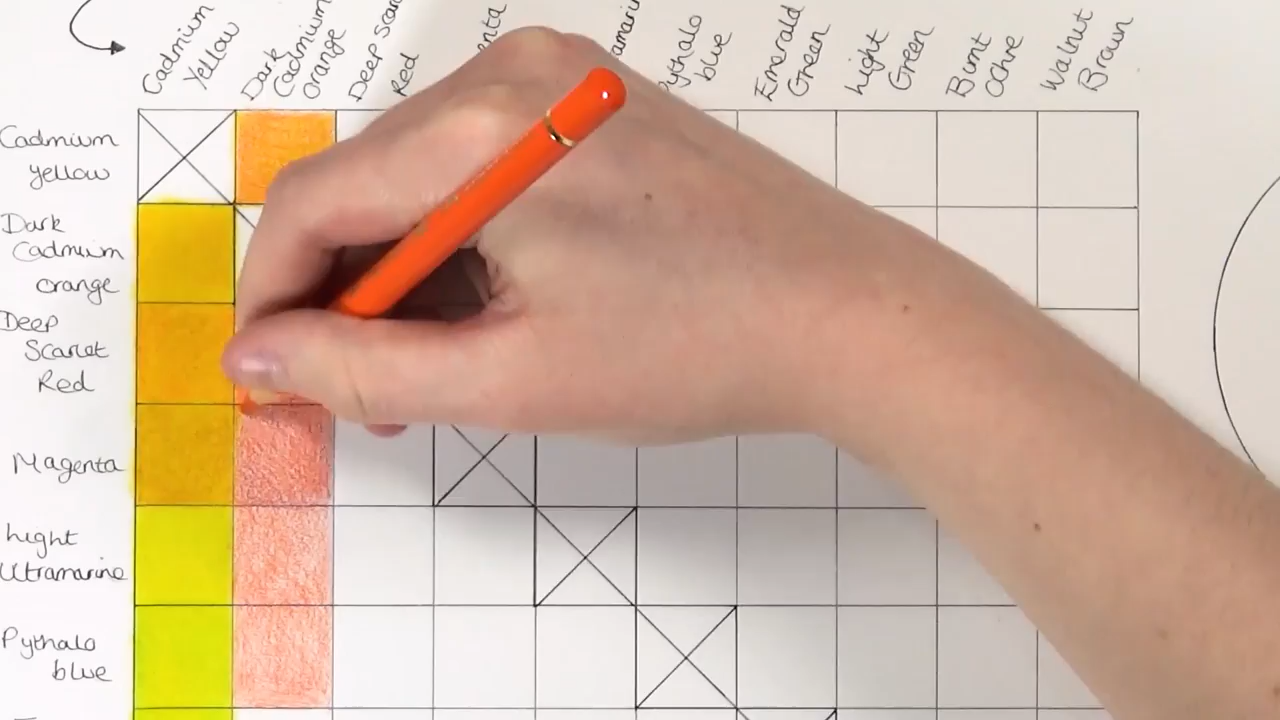 Cadmium
Yellow
Dark
Cadmium
Orange
Deep
Red
Pythalo
blue
Emerald
Green
Light
Green
Burnt
Ochre
Walnut
Brown
Cadmium
yellow
Dark
Cadmium
orange
Deep
Scarlet
Red
Magenta
Light
Ultramarine
Pythalo
blue